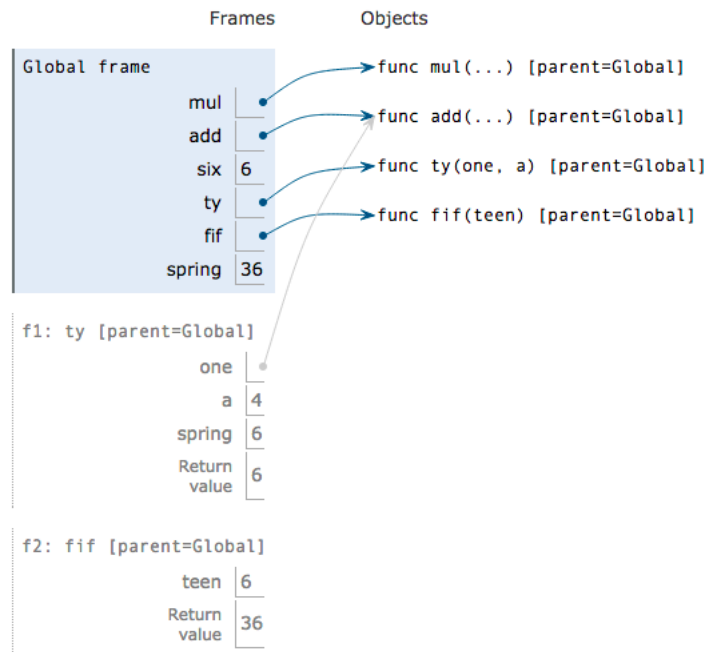 Frames Objects
Global frame
func mul(...) [parent=Global]
mul
func add(...) [parent=Global]
add
six 6
func ty(one, a) [parent=Global]
ty
func fif(teen) [parent=Global]
fif
spring 36
f1: ty [parent=Global]
one
a 4
spring 6
Return
value 6
f2: fif [parent=Global]
teen 6
Return
value 36